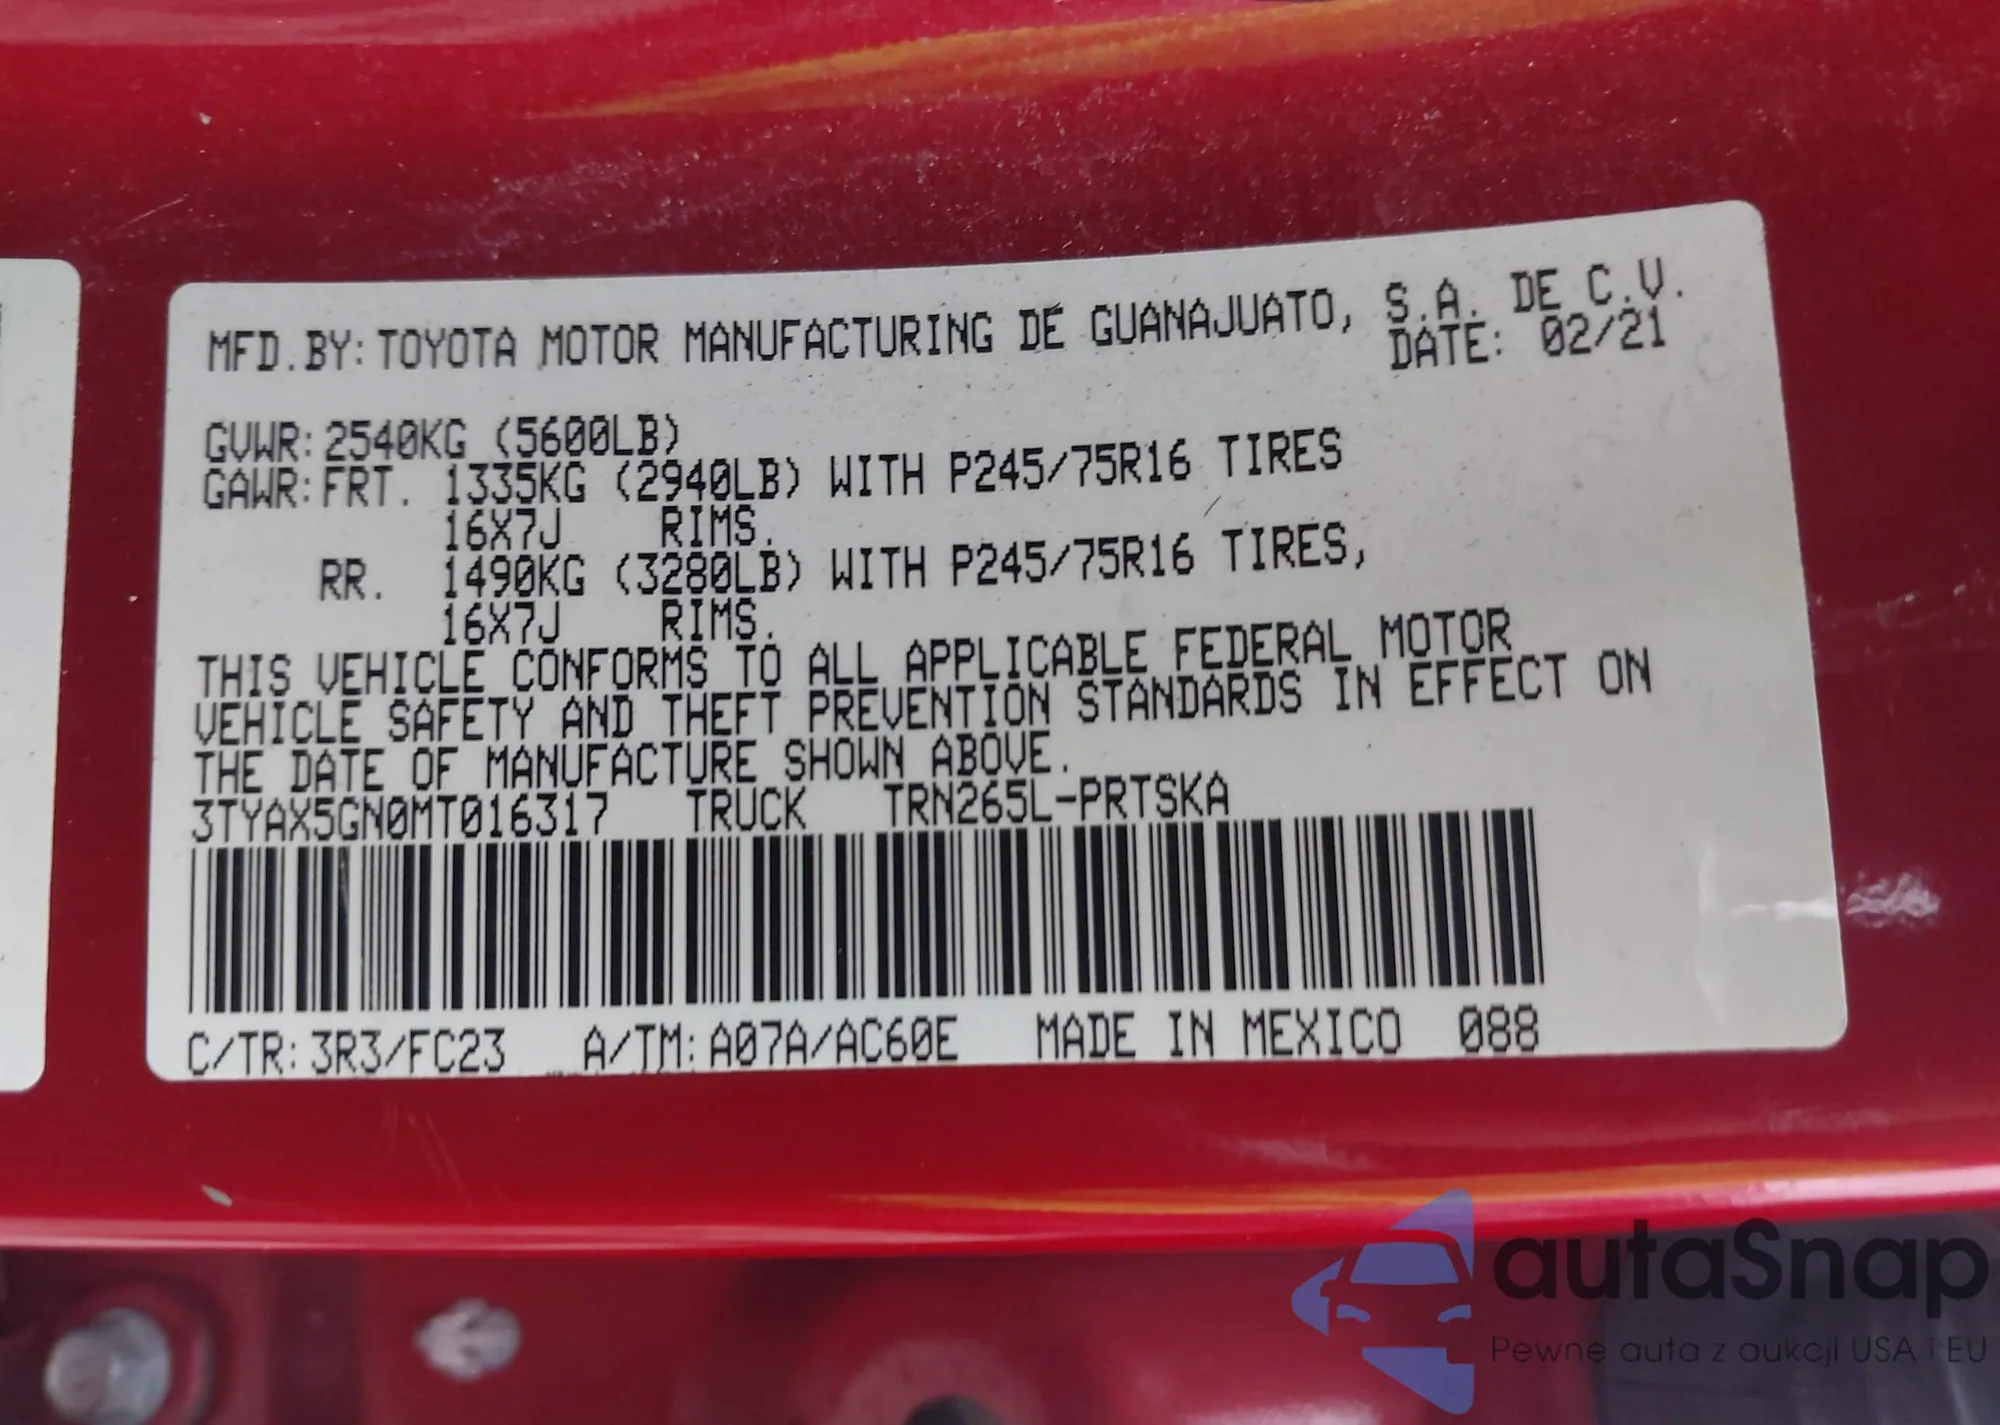 MFD.BY: TOYOTA MOTOR MANUFACTURING DE GUANAJUATO, S.A. DE C.V.
DATE: 02/21
GVWR: 2540KG (5600LB)
GAWR: FRT. 1335KG (2940LB) WITH P245/75R16 TIRES
16X7J RIMS.
RR. 1490KG (3280LB) WITH P245/75R16 TIRES,
16X7J RIMS.
THIS VEHICLE CONFORMS TO ALL APPLICABLE FEDERAL MOTOR
VEHICLE SAFETY AND THEFT PREVENTION STANDARDS IN EFFECT ON
THE DATE OF MANUFACTURE SHOWN ABOVE.
3TYAX5GN0MT016317 TRUCK TRN265L-PRTSKA
C/TR: 3R3/FC23 A/TM: A07A/AC60E MADE IN MEXICO 088
autaSnap
Pewne auta z aukcji USA i EU